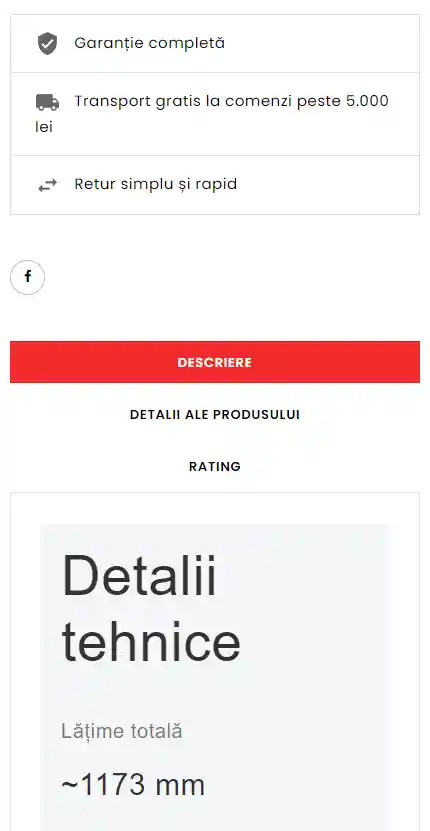 Garanție completă
Transport gratis la comenzi peste 5.000
lei
Retur simplu și rapid
f
DESCRIERE
DETALII ALE PRODUSULUI
RATING
Detalii
tehnice
Lățime totală
~1173 mm